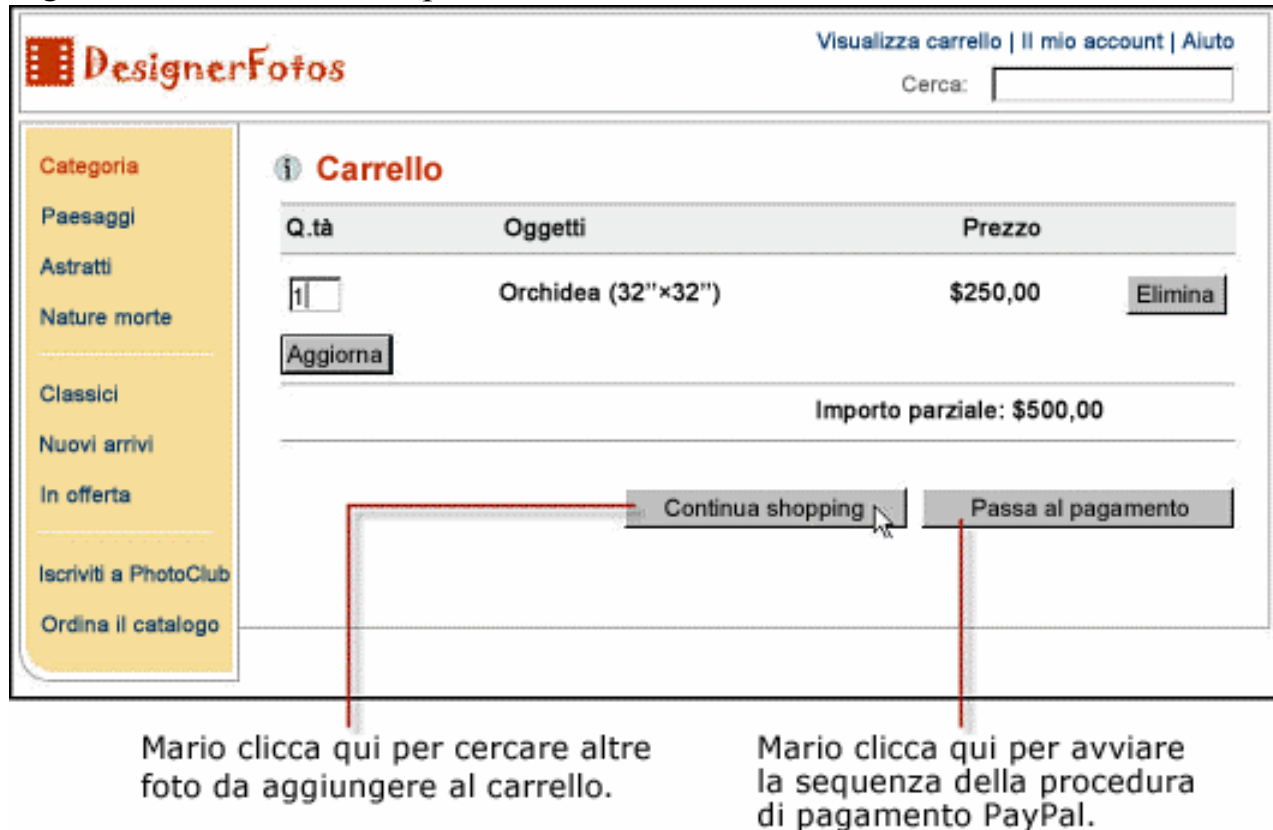 DesignerFotos
Visualizza carrello | Il mio account | Aiuto
Cerca:
Categoria
Paesaggi
Astratti
Nature morte
Classici
Nuovi arrivi
In offerta
Iscriviti a PhotoClub
Ordina il catalogo
Carrello
Q.tà Oggetti Prezzo
1 Orchidea (32”×32”) $250,00 Elimina
Aggiorna
Importo parziale: $500,00
Continua shopping Passa al pagamento
Mario clicca qui per cercare altre
foto da aggiungere al carrello.
Mario clicca qui per avviare
la sequenza della procedura
di pagamento PayPal.